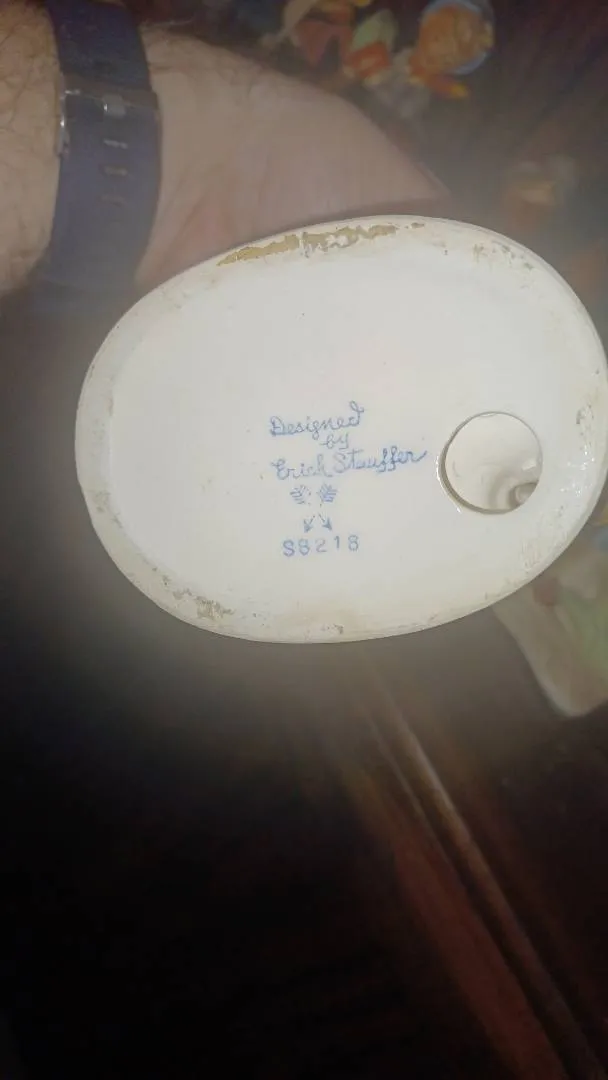 Designed
by
Erich Stauffer
S8218